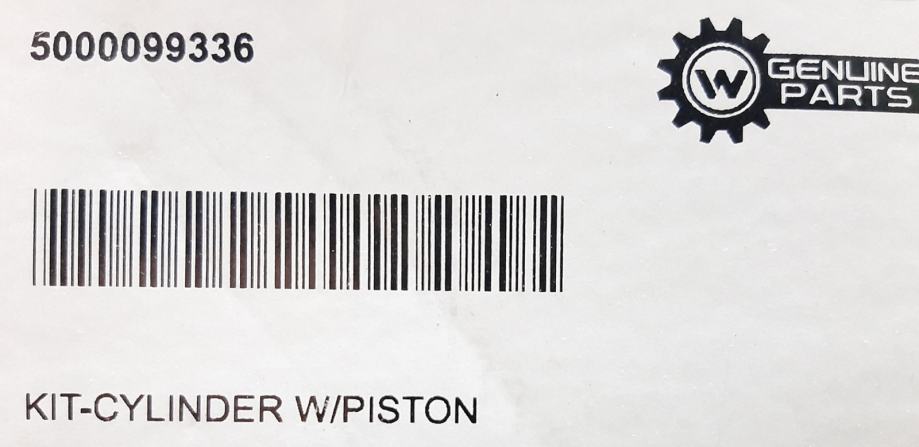 5000099336
W
GENUINE
PARTS
KIT-CYLINDER W/PISTON